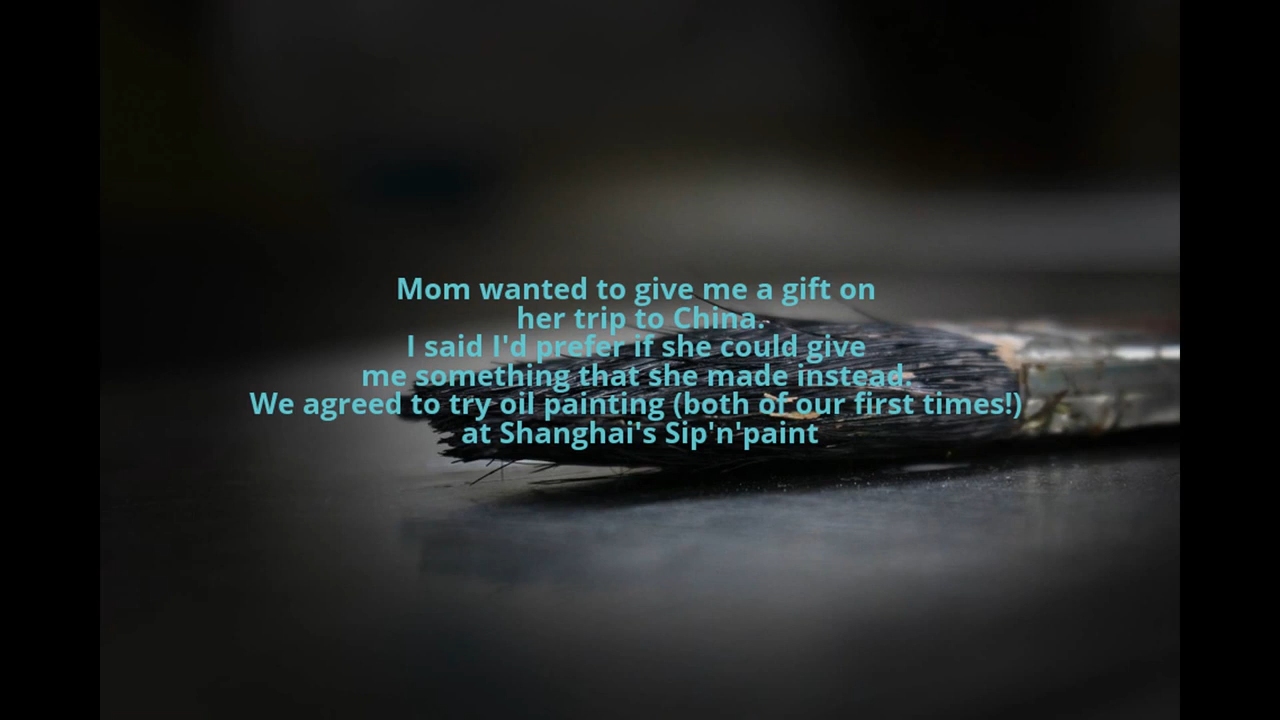 Mom wanted to give me a gift on
her trip to China.
I said I'd prefer if she could give
me something that she made instead.
We agreed to try oil painting (both of our first times!)
at Shanghai's Sip'n'paint